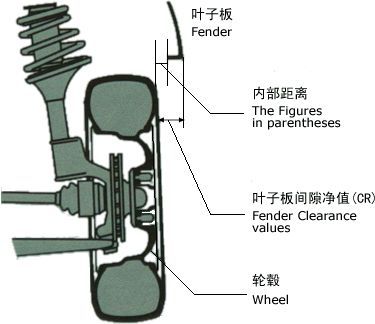 叶子板
Fender
内部距离
The Figures
in parentheses
叶子板间隙净值(CR)
Fender Clearance
values
轮毂
Wheel